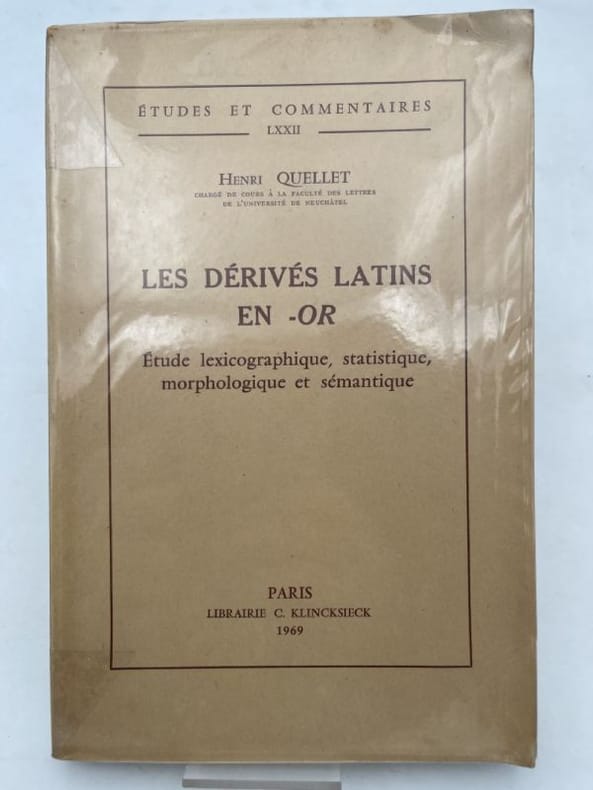 ÉTUDES ET COMMENTAIRES
LXXII
HENRI QUELLET
CHARGÉ DE COURS À LA FACULTÉ DES LETTRES
DE L'UNIVERSITÉ DE NEUCHÂTEL
LES DÉRIVÉS LATINS
EN -OR
Étude lexicographique, statistique,
morphologique et sémantique
PARIS
LIBRAIRIE C. KLINCKSIECK
1969